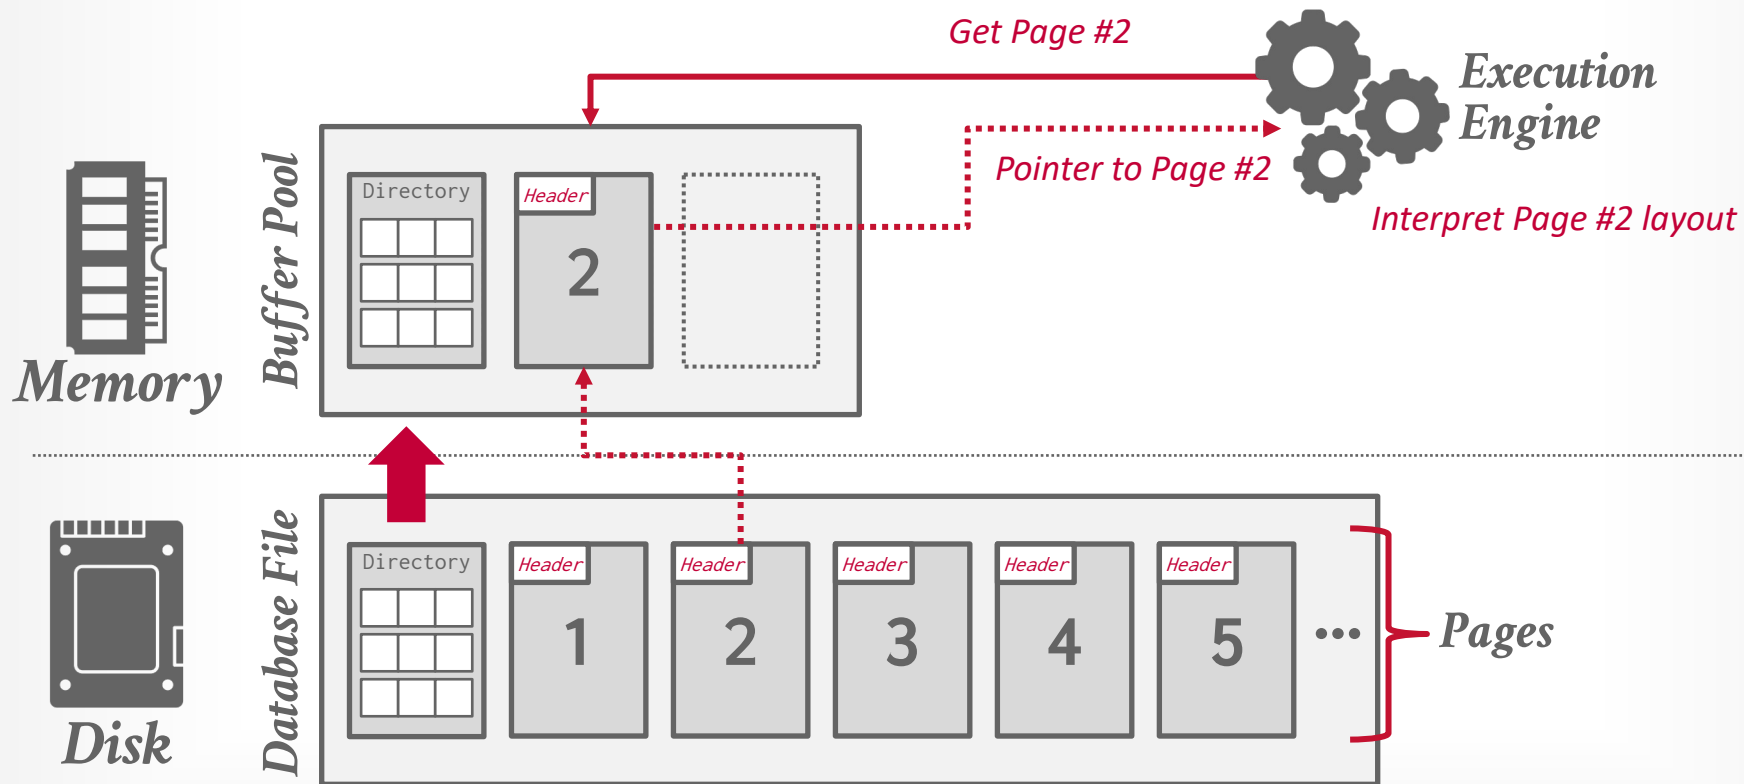 Get Page #2
Execution
Engine
Pointer to Page #2
Interpret Page #2 layout
Memory
Buffer Pool
Directory
Header
2
Disk
Database File
Directory
Header
1
Header
2
Header
3
Header
4
Header
5
...
Pages